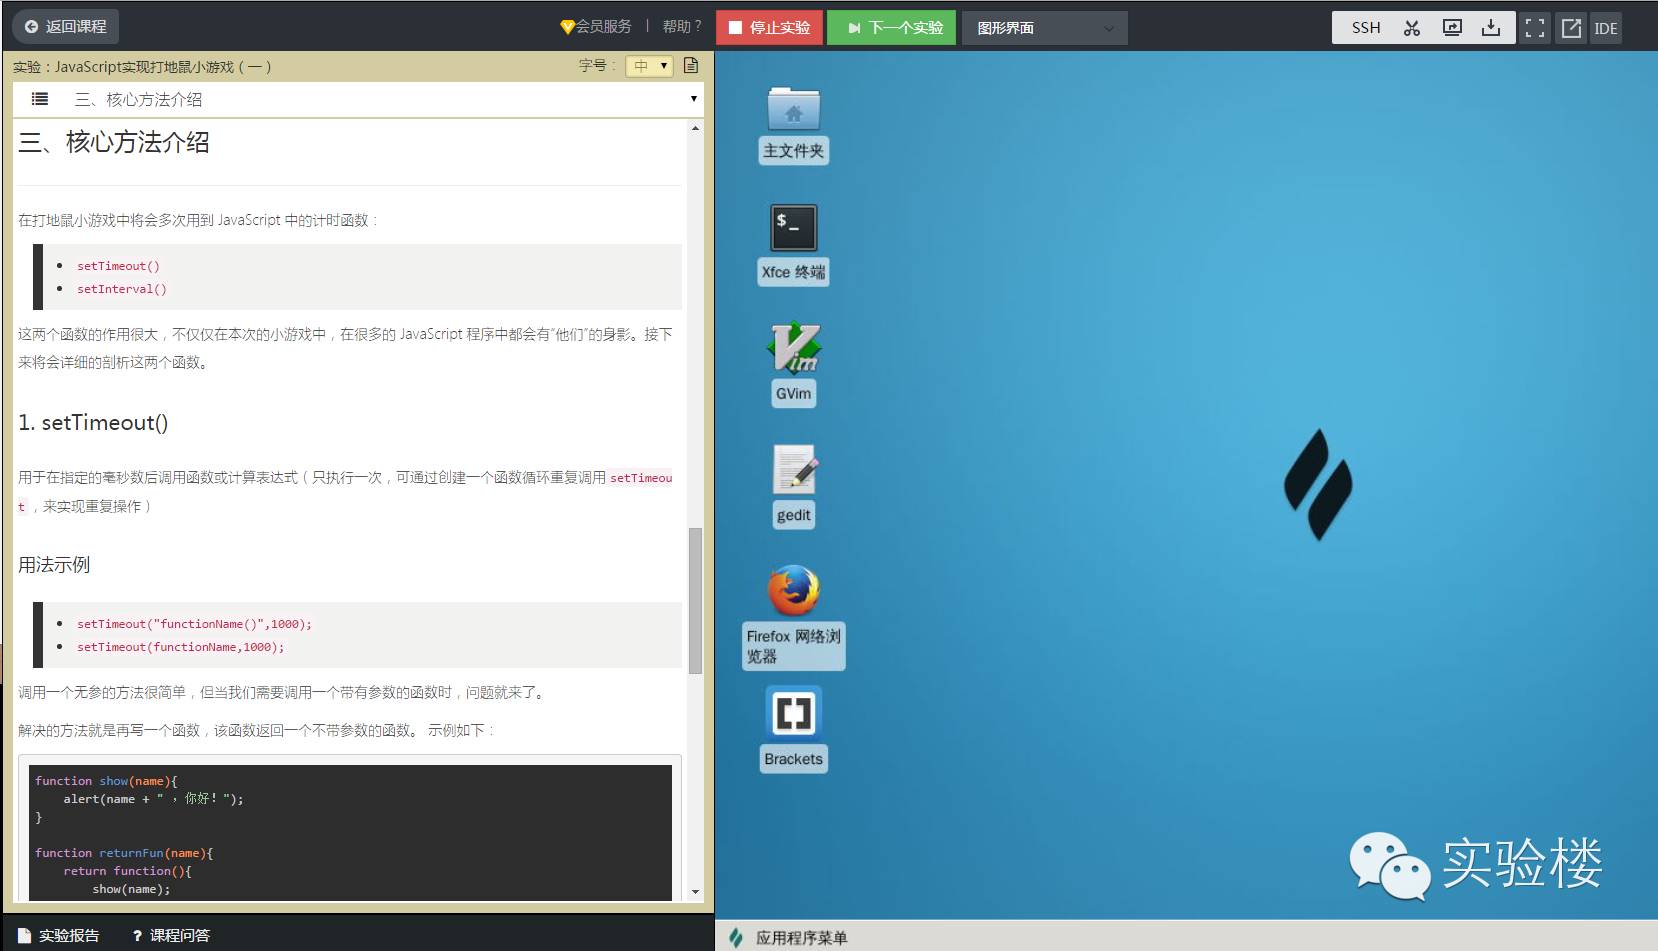 返回课程
会员服务 | 帮助 ?
停止实验
下一个实验
图形界面
SSH
IDE
实验：JavaScript实现打地鼠小游戏（一）
字号：
中
三、核心方法介绍
三、核心方法介绍
在打地鼠小游戏中将会多次用到 JavaScript 中的计时函数：
setTimeout()
setInterval()
这两个函数的作用很大，不仅仅在本次的小游戏中，在很多的 JavaScript 程序中都会有“他们”的身影。接下
来将会详细的剖析这两个函数。
1. setTimeout()
用于在指定的毫秒数后调用函数或计算表达式（只执行一次，可通过创建一个函数循环重复调用 setTimeou
t ，来实现重复操作）
用法示例
setTimeout("functionName()",1000);
setTimeout(functionName,1000);
调用一个无参的方法很简单，但当我们需要调用一个带有参数的函数时，问题就来了。
解决的方法就是再写一个函数，该函数返回一个不带参数的函数。 示例如下：
function show(name){
alert(name + " ，你好! ");
}
function returnFun(name){
return function(){
show(name);
实验报告
? 课程问答
主文件夹
$_
Xfce 终端
Vim
GVim
gedit
Firefox 网络浏
览器
Brackets
实验楼
应用程序菜单